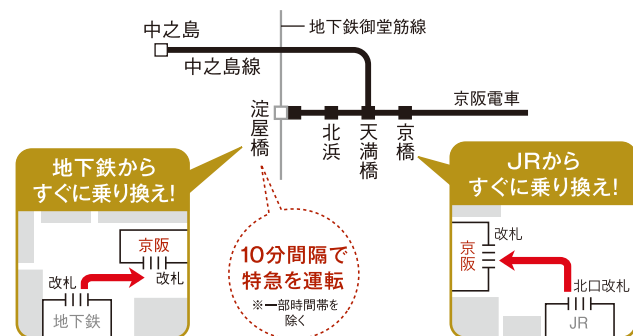 中之島
地下鉄御堂筋線
中之島線
京阪電車
淀屋橋
北浜
天満橋
京橋
地下鉄から
すぐに乗り換え!
京阪
改札
改札
地下鉄
10分間隔で
特急を運転
※一部時間帯を
除く
JRから
すぐに乗り換え!
改札
京阪
北口改札
JR